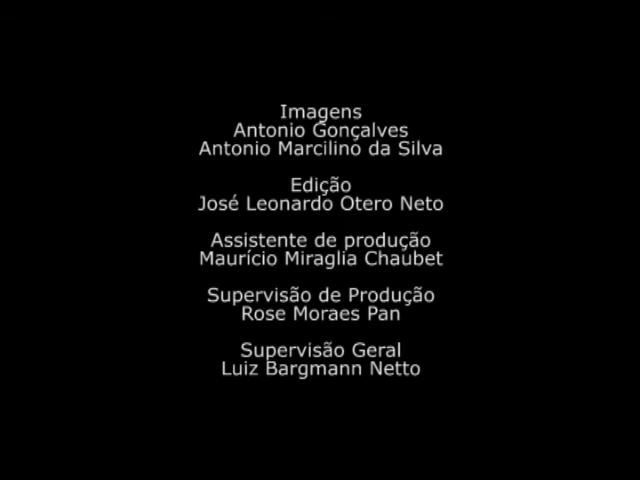 Imagens
Antonio Gonçalves
Antonio Marcilino da Silva
Edição
José Leonardo Otero Neto
Assistente de produção
Maurício Miraglia Chaubet
Supervisão de Produção
Rose Moraes Pan
Supervisão Geral
Luiz Bargmann Netto